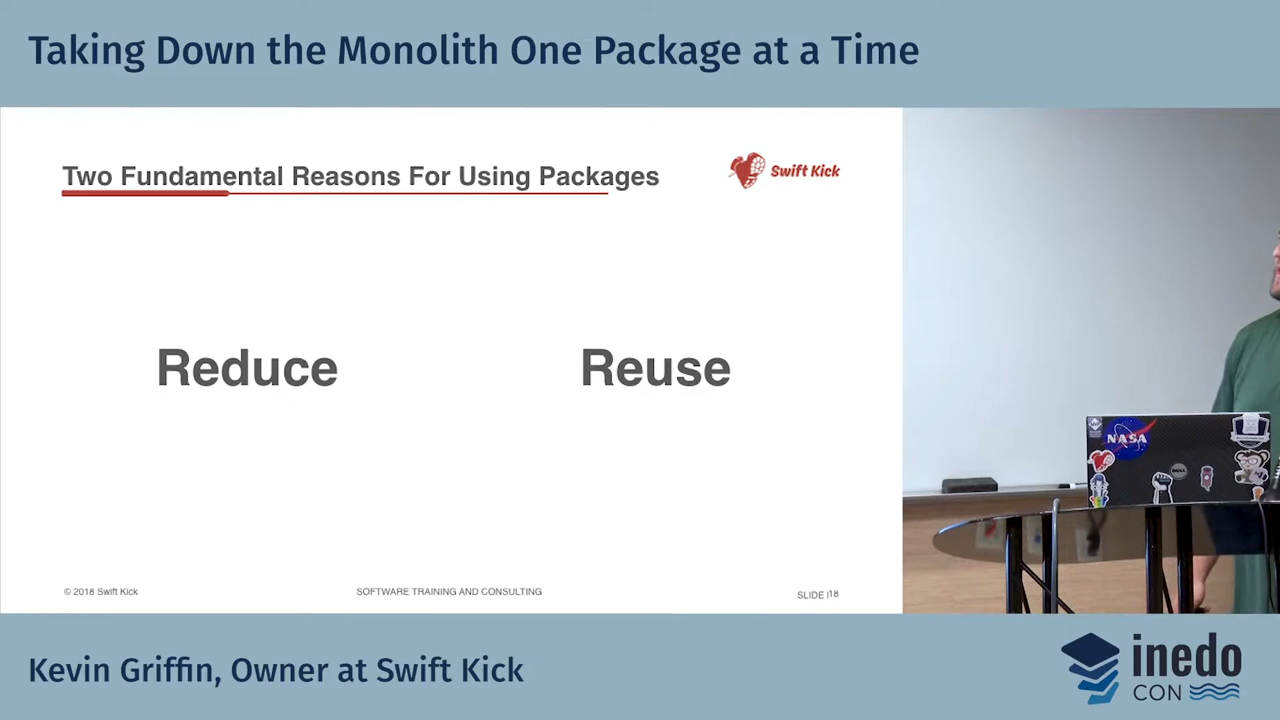 Taking Down the Monolith One Package at a Time
Two Fundamental Reasons For Using Packages
Swift Kick
Reduce
Reuse
NASA
DELL
© 2018 Swift Kick
SOFTWARE TRAINING AND CONSULTING
SLIDE |18
Kevin Griffin, Owner at Swift Kick
inedo
CON